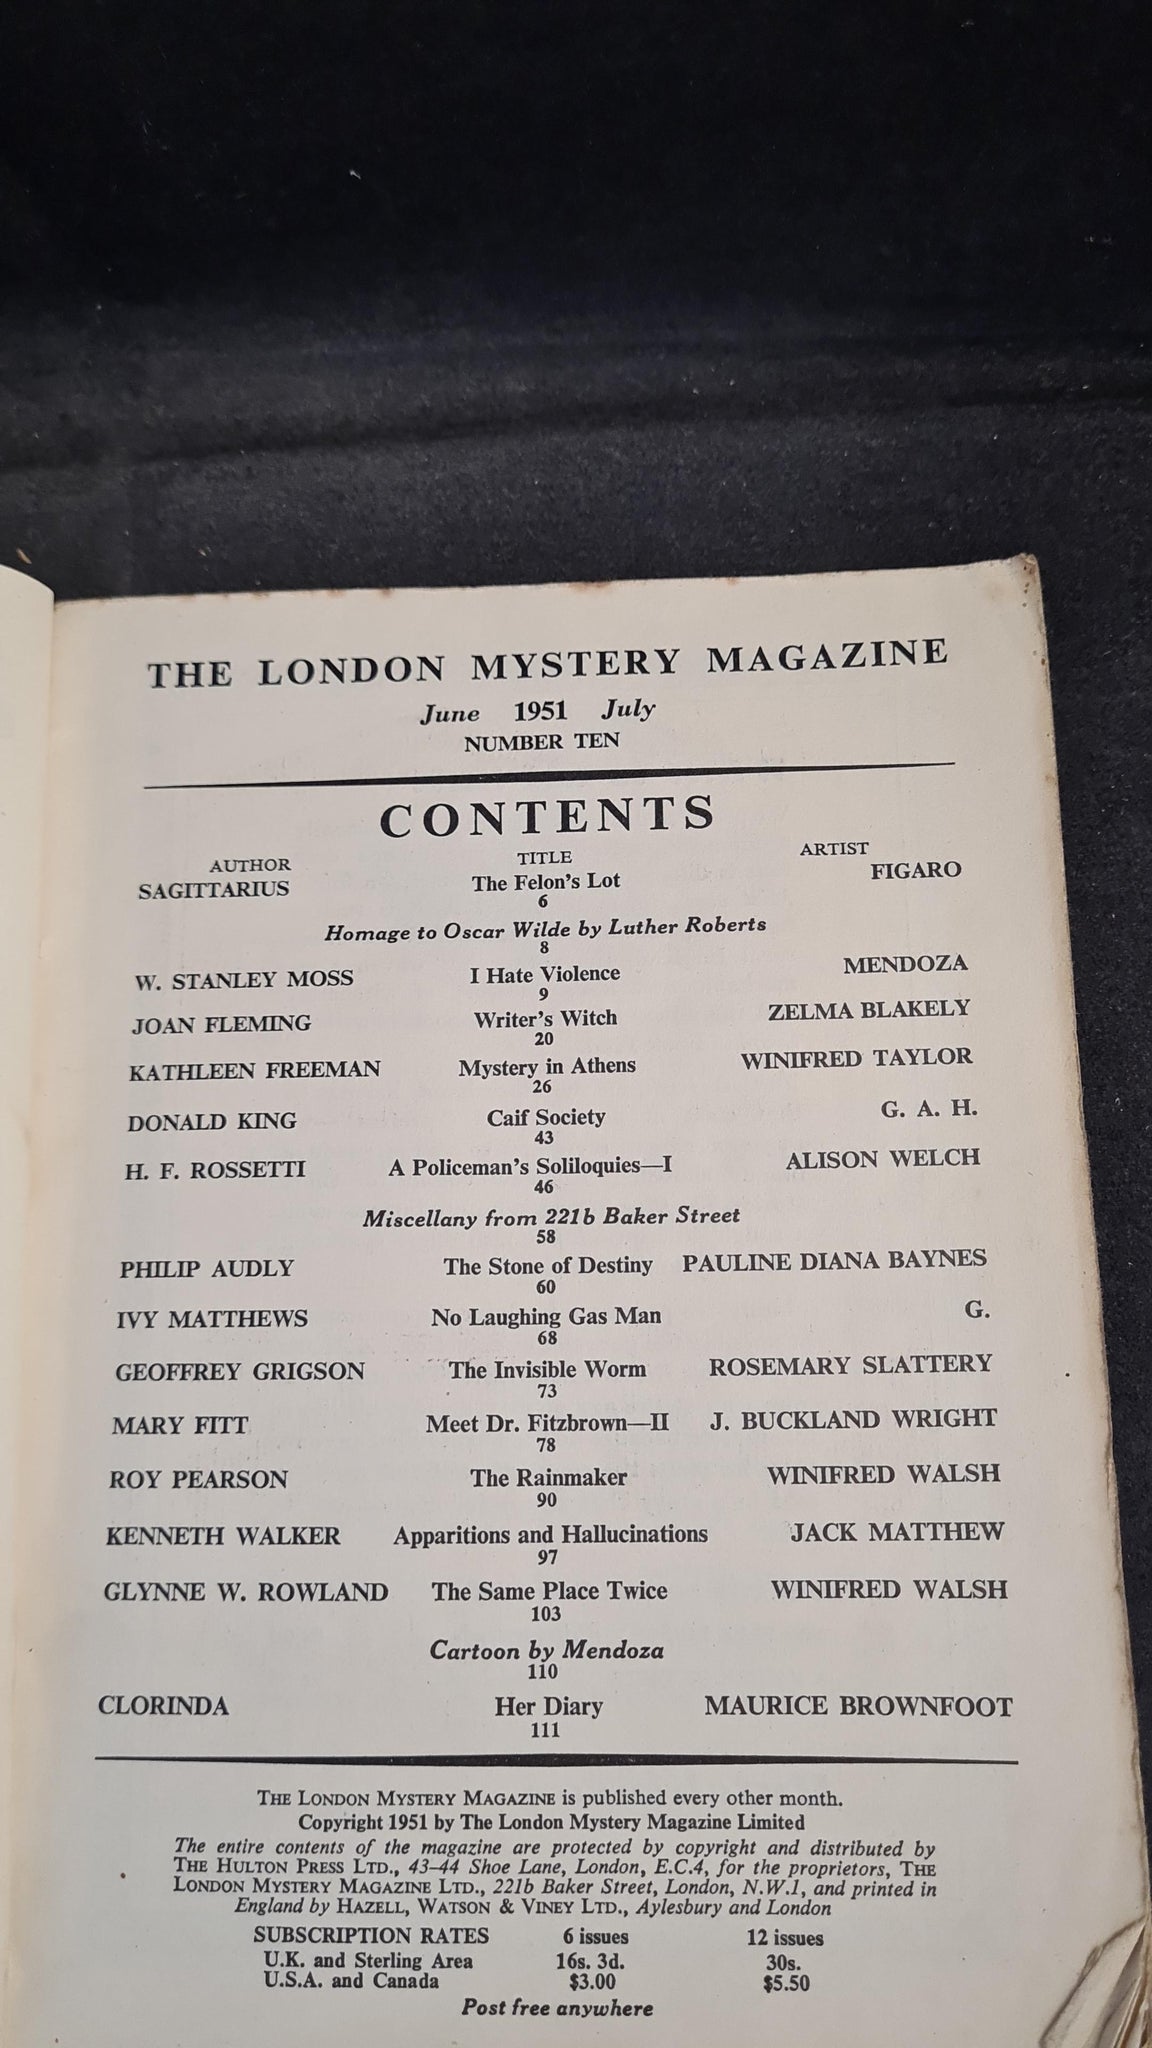 THE LONDON MYSTERY MAGAZINE
June 1951 July
NUMBER TEN
CONTENTS
AUTHOR TITLE ARTIST
SAGITTARIUS The Felon's Lot FIGARO
6
Homage to Oscar Wilde by Luther Roberts
8
W. STANLEY MOSS I Hate Violence MENDOZA
9
JOAN FLEMING Writer's Witch ZELMA BLAKELY
20
KATHLEEN FREEMAN Mystery in Athens WINIFRED TAYLOR
26
DONALD KING Caif Society G. A. H.
43
H. F. ROSSETTI A Policeman's Soliloquies—I ALISON WELCH
46
Miscellany from 221b Baker Street
58
PHILIP AUDLY The Stone of Destiny PAULINE DIANA BAYNES
60
IVY MATTHEWS No Laughing Gas Man G.
68
GEOFFREY GRIGSON The Invisible Worm ROSEMARY SLATTERY
73
MARY FITT Meet Dr. Fitzbrown—II J. BUCKLAND WRIGHT
78
ROY PEARSON The Rainmaker WINIFRED WALSH
90
KENNETH WALKER Apparitions and Hallucinations JACK MATTHEW
97
GLYNNE W. ROWLAND The Same Place Twice WINIFRED WALSH
103
Cartoon by Mendoza
110
CLORINDA Her Diary MAURICE BROWNFOOT
111
THE LONDON MYSTERY MAGAZINE is published every other month.
Copyright 1951 by The London Mystery Magazine Limited
The entire contents of the magazine are protected by copyright and distributed by
THE HULTON PRESS LTD., 43–44 Shoe Lane, London, E.C.4, for the proprietors, THE
LONDON MYSTERY MAGAZINE LTD., 221b Baker Street, London, N.W.1, and printed in
England by HAZELL, WATSON & VINEY LTD., Aylesbury and London
SUBSCRIPTION RATES 6 issues 12 issues
U.K. and Sterling Area 16s. 3d. 30s.
U.S.A. and Canada $3.00 $5.50
Post free anywhere